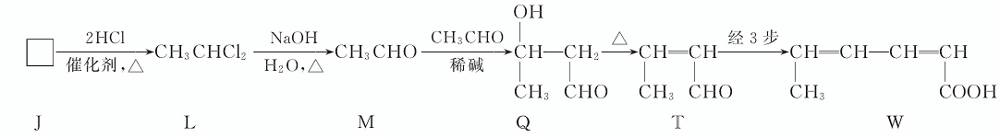 OH
□ 2HCl 催化剂,△ CH₃CHCl₂ NaOH H₂O,△ CH₃CHO CH₃CHO 稀碱 CH—CH₂ △ CH=CH 经3步 CH=CH—CH=CH
CH₃ CHO CH₃ CHO CH₃ COOH
J L M Q T W